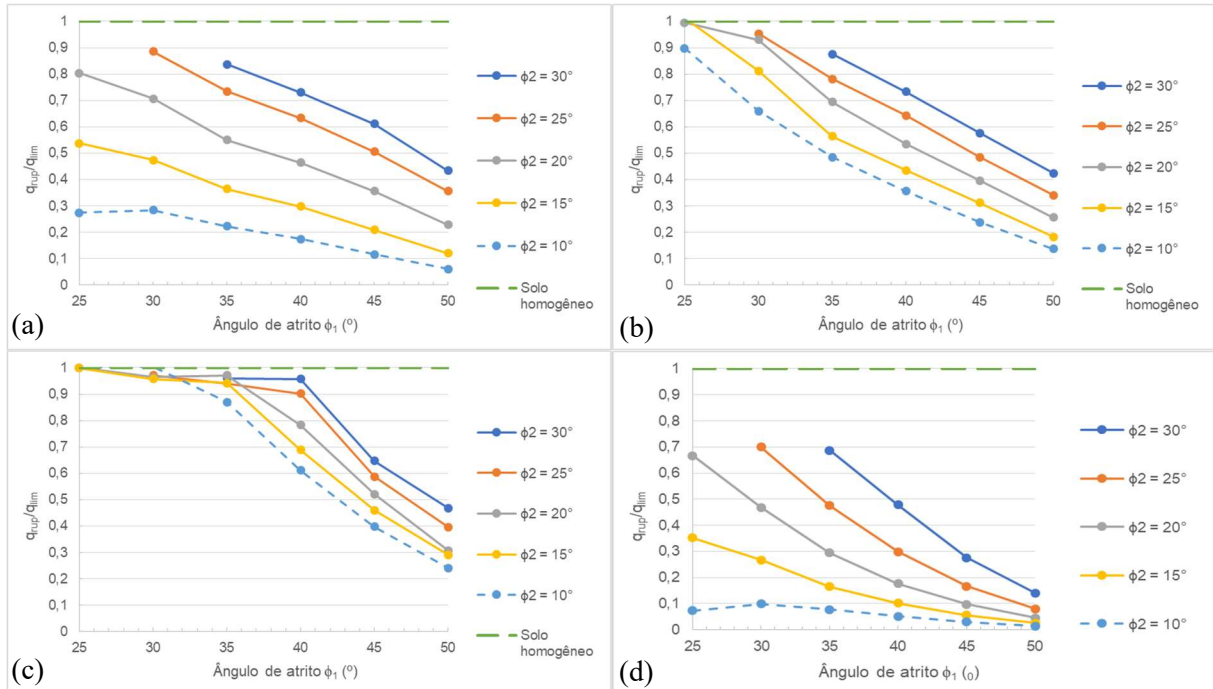 1
0,9
0,8
0,7
0,6
0,5
0,4
0,3
0,2
0,1
0
qrup/qlim
25 30 35 40 45 50
Ângulo de atrito ϕ1 (º)
ϕ2 = 30°
ϕ2 = 25°
ϕ2 = 20°
ϕ2 = 15°
ϕ2 = 10°
Solo
homogêneo
(a)
1
0,9
0,8
0,7
0,6
0,5
0,4
0,3
0,2
0,1
0
qrup/qlim
25 30 35 40 45 50
Ângulo de atrito ϕ1 (º)
ϕ2 = 30°
ϕ2 = 25°
ϕ2 = 20°
ϕ2 = 15°
ϕ2 = 10°
Solo
homogêneo
(b)
1
0,9
0,8
0,7
0,6
0,5
0,4
0,3
0,2
0,1
0
qrup/qlim
25 30 35 40 45 50
Ângulo de atrito ϕ1 (º)
ϕ2 = 30°
ϕ2 = 25°
ϕ2 = 20°
ϕ2 = 15°
ϕ2 = 10°
Solo
homogêneo
(c)
1
0,9
0,8
0,7
0,6
0,5
0,4
0,3
0,2
0,1
0
qrup/qlim
25 30 35 40 45 50
Ângulo de atrito ϕ1 (0)
ϕ2 = 30°
ϕ2 = 25°
ϕ2 = 20°
ϕ2 = 15°
ϕ2 = 10°
(d)